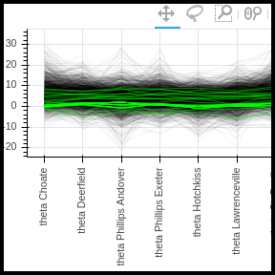 30
20
10
0
-10
-20
theta Choate
theta Deerfield
theta Phillips Andover
theta Phillips Exeter
theta Hotchkiss
theta Lawrenceville